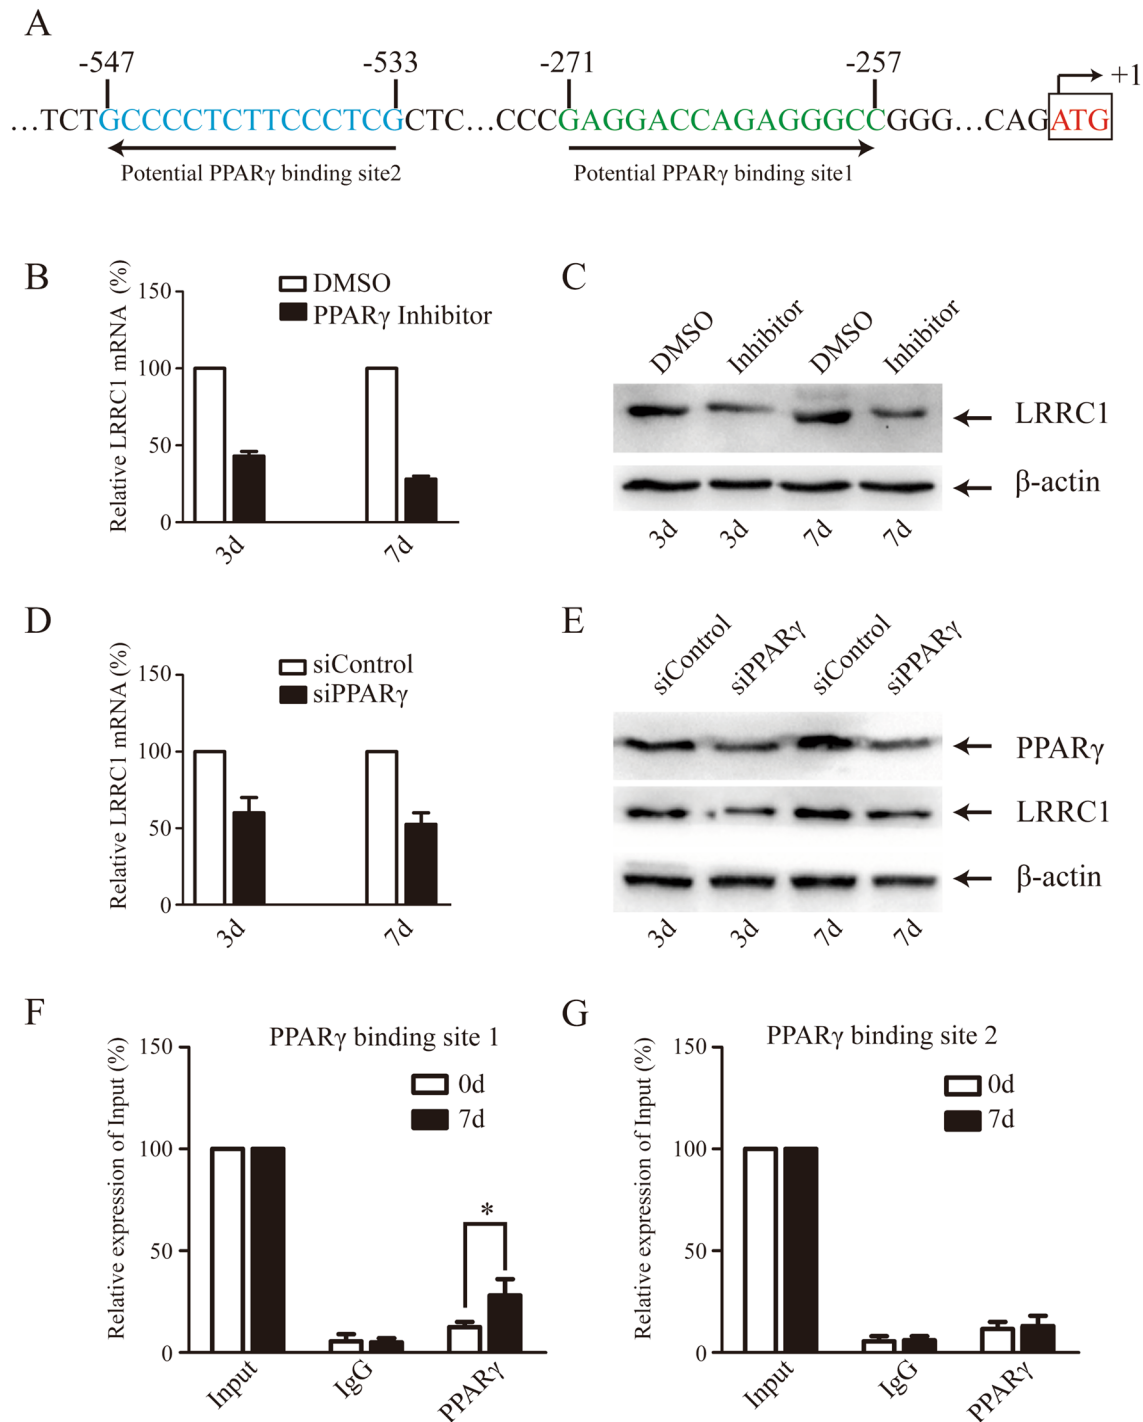 A
-547 -533 -271 -257 +1
…TCTGCCCCTCTTCCCTCGCTC…CCCGAGGACCAGAGGGCCGGG…CAGATG
Potential PPARγ binding site2 Potential PPARγ binding site1
B
Relative LRRC1 mRNA (%)
DMSO
PPARγ Inhibitor
150
100
50
0
3d 7d
C
DMSO Inhibitor DMSO Inhibitor
LRRC1
β-actin
3d 3d 7d 7d
D
Relative LRRC1 mRNA (%)
siControl
siPPARγ
150
100
50
0
3d 7d
E
siControl siPPARγ siControl siPPARγ
PPARγ
LRRC1
β-actin
3d 3d 7d 7d
F
PPARγ binding site 1
Relative expression of Input (%)
0d
7d
150
100
50
0
*
Input IgG PPARγ
G
PPARγ binding site 2
Relative expression of Input (%)
0d
7d
150
100
50
0
Input IgG PPARγ